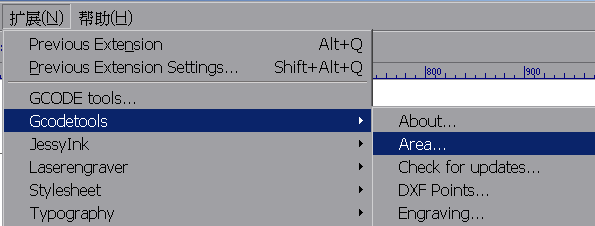 扩展(N) 帮助(H)
Previous Extension Alt+Q
Previous Extension Settings... Shift+Alt+Q
800 900
GCODE tools...
Gcodetools About...
JessyInk Area...
Laserengraver Check for updates...
Stylesheet DXF Points...
Typography Engraving...